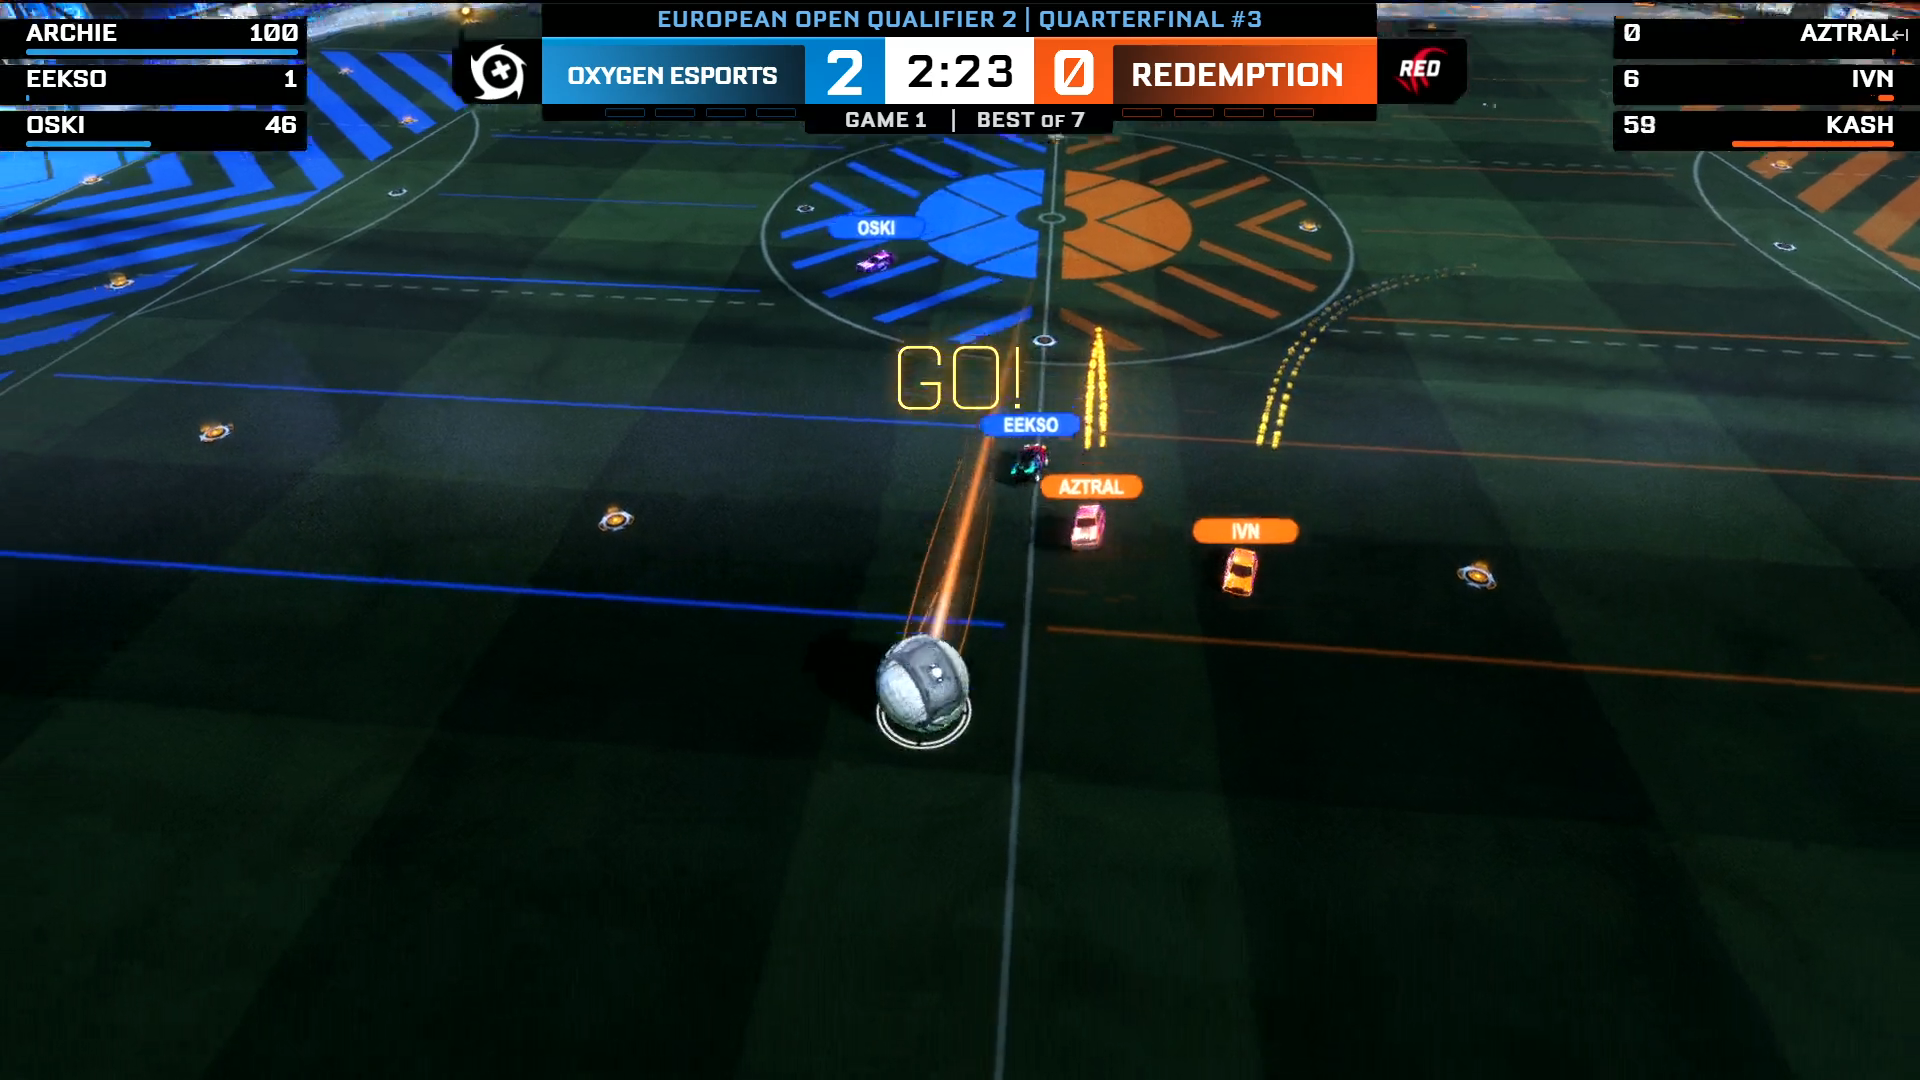 EUROPEAN OPEN QUALIFIER 2 | QUARTERFINAL #3
ARCHIE 100
EEKSO 1
OSKI 46
OXYGEN ESPORTS 2 2:23 0 REDEMPTION RED
GAME 1 | BEST OF 7
0 AZTRAL
6 IVN
59 KASH
OSKI
GO!
EEKSO
AZTRAL
IVN